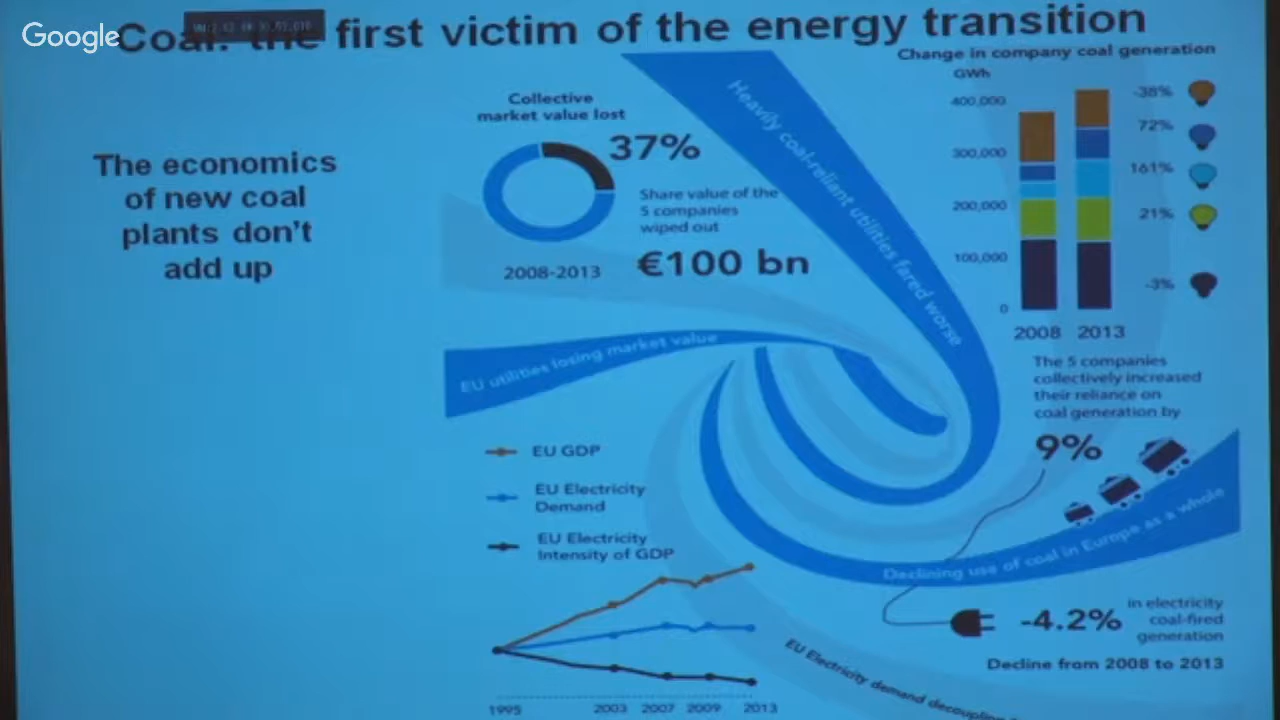 Google
Coal: the first victim of the energy transition
The economics
of new coal
plants don't
add up
Collective
market value lost
37%
Share value of the
5 companies
wiped out
2008-2013
€100 bn
Heavily coal-reliant utilities fared worse
Change in company coal generation
GWh
400,000
300,000
200,000
100,000
0
-38%
72%
161%
21%
-3%
2008 2013
The 5 companies
collectively increased
their reliance on
coal generation by
9%
EU utilities losing market value
EU GDP
EU Electricity
Demand
EU Electricity
Intensity of GDP
1995 2003 2007 2009 2013
Declining use of coal in Europe as a whole
-4.2%
in electricity
coal-fired
generation
Decline from 2008 to 2013
EU Electricity demand